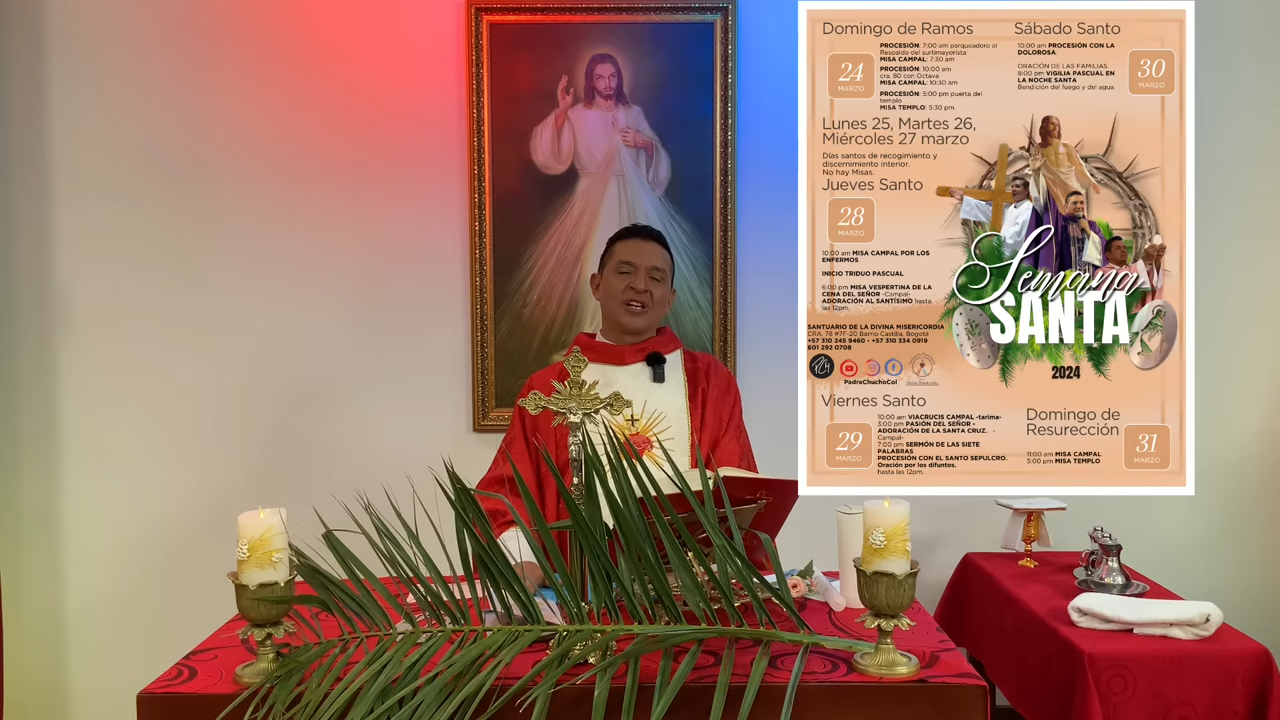 Domingo de Ramos
24
MARZO
PROCESIÓN: 7:00 am parqueadero al
Respaldo del surtimayorista
MISA CAMPAL: 7:30 am
PROCESIÓN: 10:00 am
cra. 80 con Octava
MISA CAMPAL: 10:30 am
PROCESIÓN: 5:00 pm puerta del
templo
MISA TEMPLO: 5:30 pm
Sábado Santo
10:00 am PROCESIÓN CON LA
DOLOROSA.
ORACIÓN DE LAS FAMILIAS
8:00 pm VIGILIA PASCUAL EN
LA NOCHE SANTA
Bendición del fuego y del agua.
30
MARZO
Lunes 25, Martes 26,
Miércoles 27 marzo
Días santos de recogimiento y
discernimiento interior.
No hay Misas.
Jueves Santo
28
MARZO
10:00 am MISA CAMPAL POR LOS
ENFERMOS
INICIO TRIDUO PASCUAL
6:00 pm MISA VESPERTINA DE LA
CENA DEL SEÑOR -Campal-
ADORACIÓN AL SANTÍSIMO hasta
las 12pm.
Semana
SANTA
2024
SANTUARIO DE LA DIVINA MISERICORDIA
CRA. 78 #7F-20 Barrio Castilla, Bogotá
+57 310 245 9460 - +57 310 334 0919
601 292 0708
PadreChuchoCol
Viernes Santo
29
MARZO
10:00 am VIACRUCIS CAMPAL -tarima-
3:00 pm PASIÓN DEL SEÑOR -
ADORACIÓN DE LA SANTA CRUZ. -
Campal-
7:00 pm SERMÓN DE LAS SIETE
PALABRAS
PROCESIÓN CON EL SANTO SEPULCRO.
Oración por los difuntos.
hasta las 12pm.
Domingo de
Resurección
11:00 am MISA CAMPAL
5:00 pm MISA TEMPLO
31
MARZO